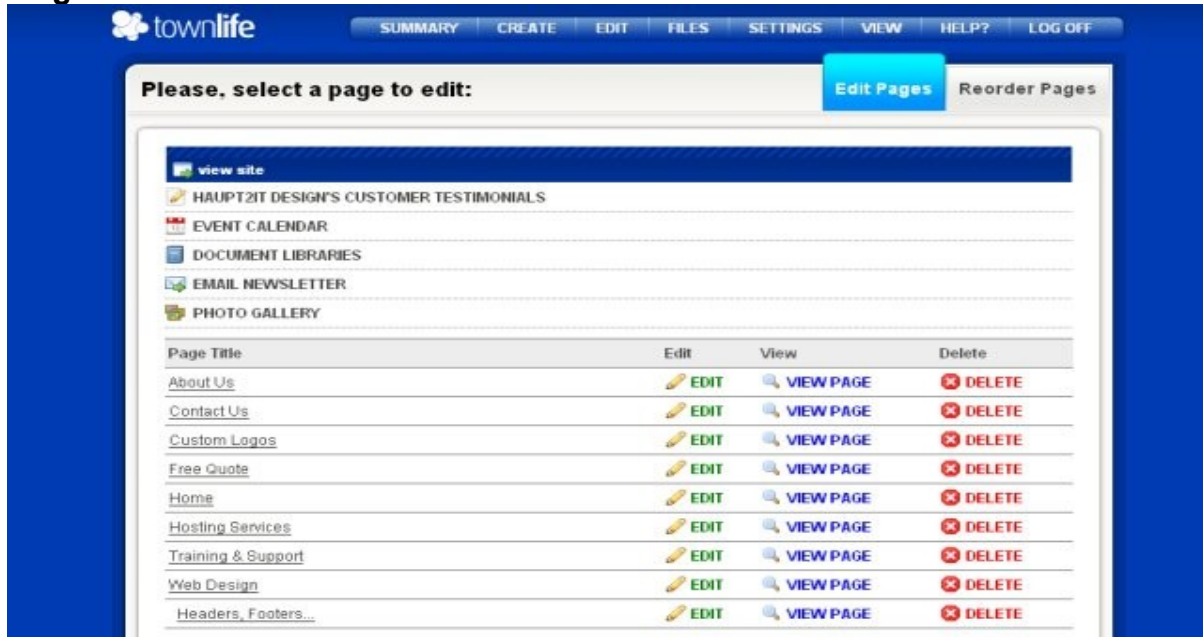 townlife SUMMARY CREATE EDIT FILES SETTINGS VIEW HELP? LOG OFF
Please, select a page to edit: Edit Pages Reorder Pages
view site
HAUPT2IT DESIGN'S CUSTOMER TESTIMONIALS
EVENT CALENDAR
DOCUMENT LIBRARIES
EMAIL NEWSLETTER
PHOTO GALLERY
Page Title Edit View Delete
About Us EDIT VIEW PAGE DELETE
Contact Us EDIT VIEW PAGE DELETE
Custom Logos EDIT VIEW PAGE DELETE
Free Quote EDIT VIEW PAGE DELETE
Home EDIT VIEW PAGE DELETE
Hosting Services EDIT VIEW PAGE DELETE
Training & Support EDIT VIEW PAGE DELETE
Web Design EDIT VIEW PAGE DELETE
Headers, Footers... EDIT VIEW PAGE DELETE